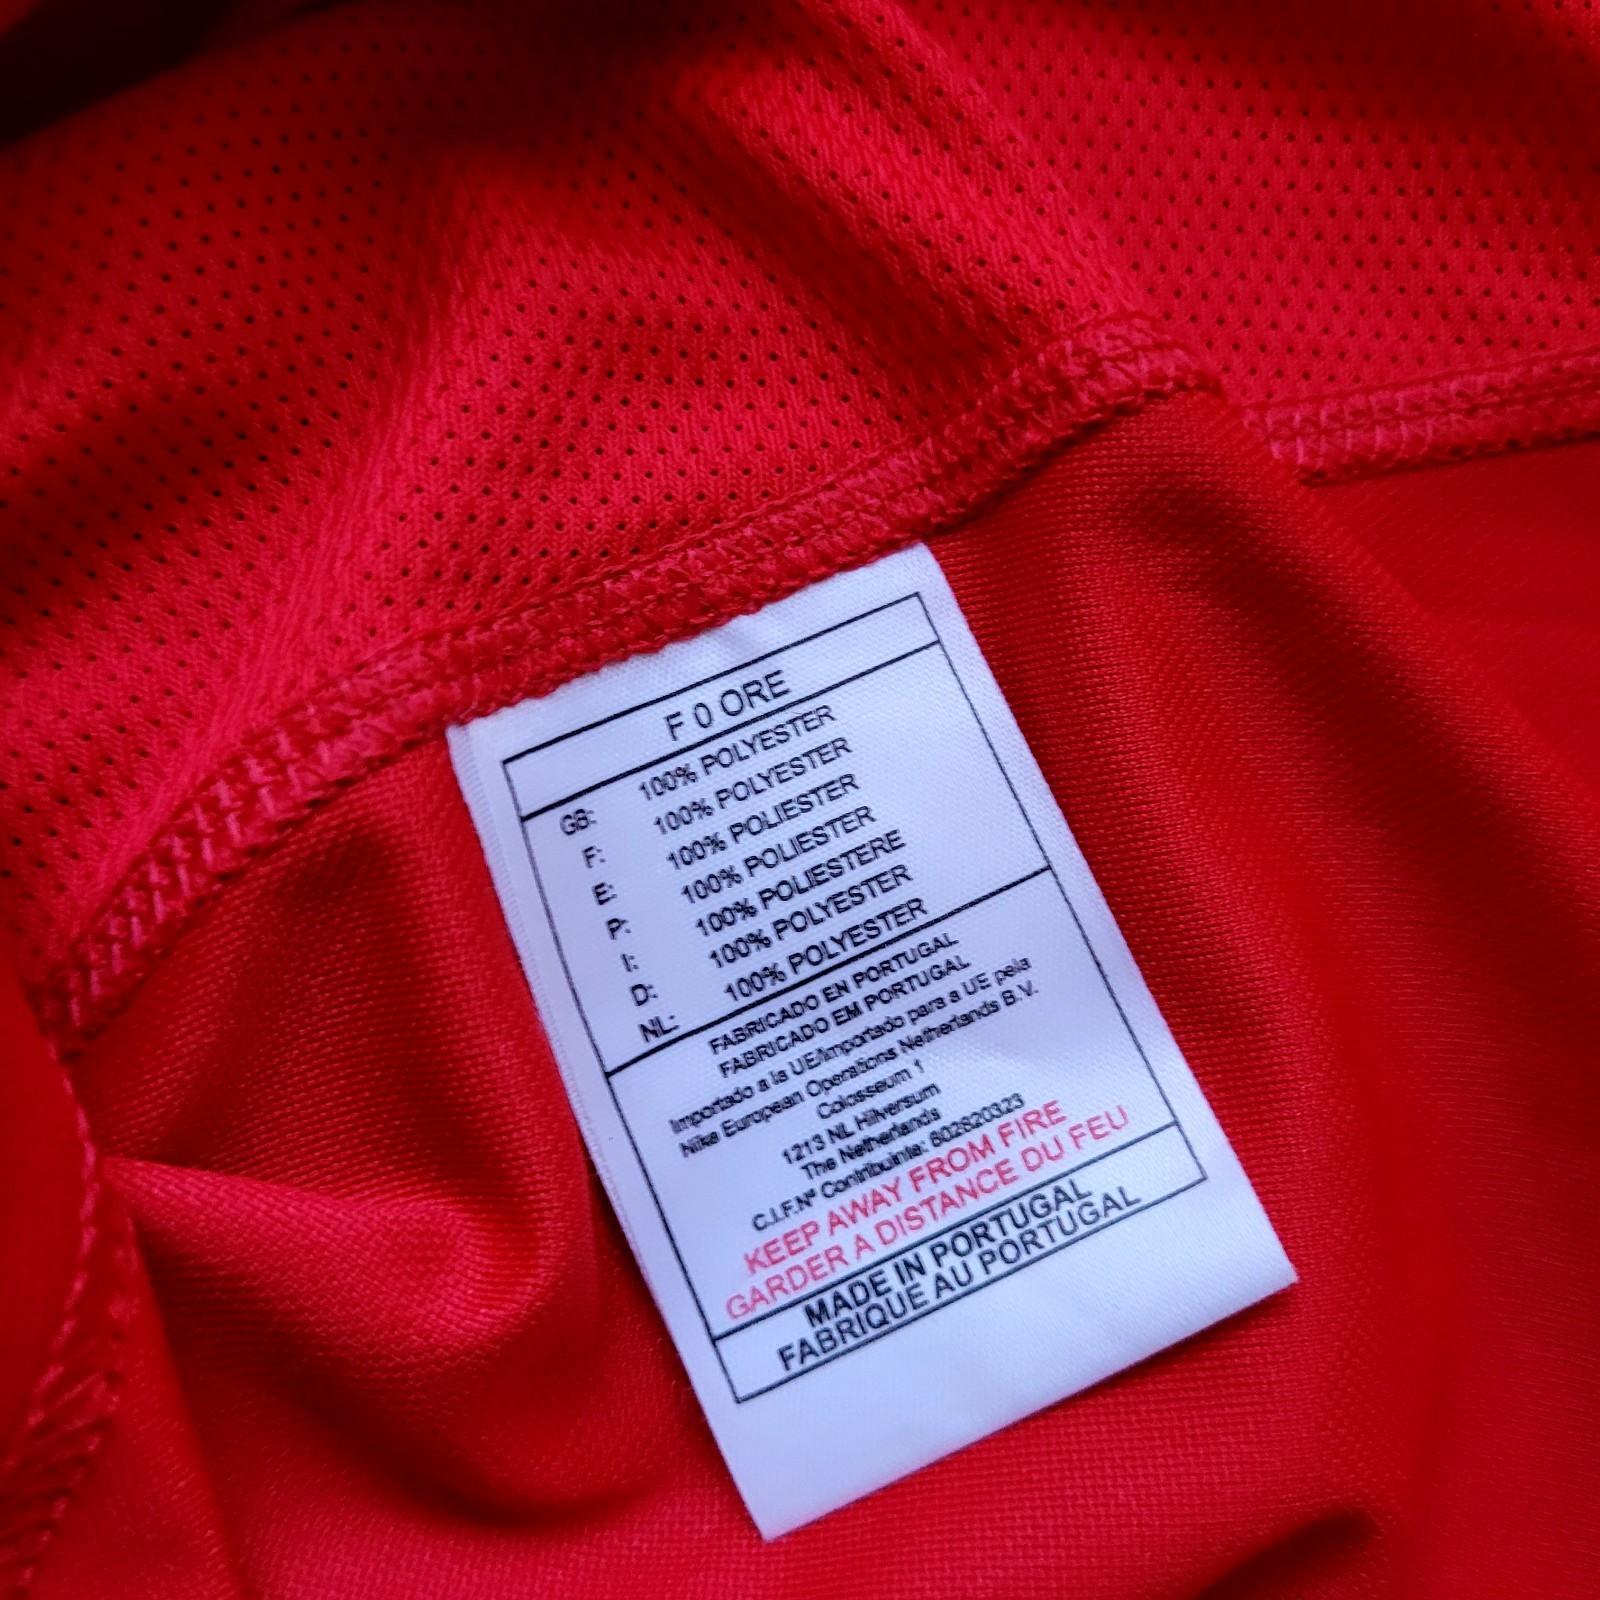 F 0 ORE
GB: 100% POLYESTER
F: 100% POLYESTER
E: 100% POLIESTER
P: 100% POLIESTER
I: 100% POLIESTERE
D: 100% POLYESTER
NL: 100% POLYESTER
FABRICADO EN PORTUGAL
FABRICADO EM PORTUGAL
Importado a la UE/Importado para a UE pela
Nike European Operations Netherlands B.V.
Colosseum 1
1213 NL Hilversum
The Netherlands
C.I.F.Nº Contribuinte: 802820323
KEEP AWAY FROM FIRE
GARDER A DISTANCE DU FEU
MADE IN PORTUGAL
FABRIQUE AU PORTUGAL